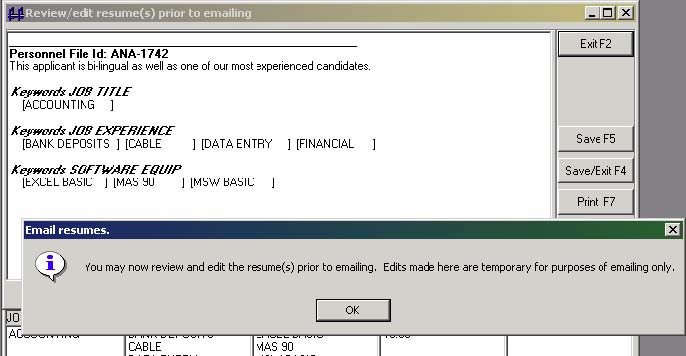 Review/edit resume(s) prior to emailing
Personnel File Id: ANA-1742
This applicant is bi-lingual as well as one of our most experienced candidates.
Keywords JOB TITLE
[ACCOUNTING ]
Keywords JOB EXPERIENCE
[BANK DEPOSITS ] [CABLE ] [DATA ENTRY ] [FINANCIAL ]
Keywords SOFTWARE EQUIP
[EXCEL BASIC ] [MAS 90 ] [MSW BASIC ]
Exit F2
Save F5
Save/Exit F4
Print F7
Email resumes.
You may now review and edit the resume(s) prior to emailing. Edits made here are temporary for purposes of emailing only.
OK
JO
CABLE MAS 90